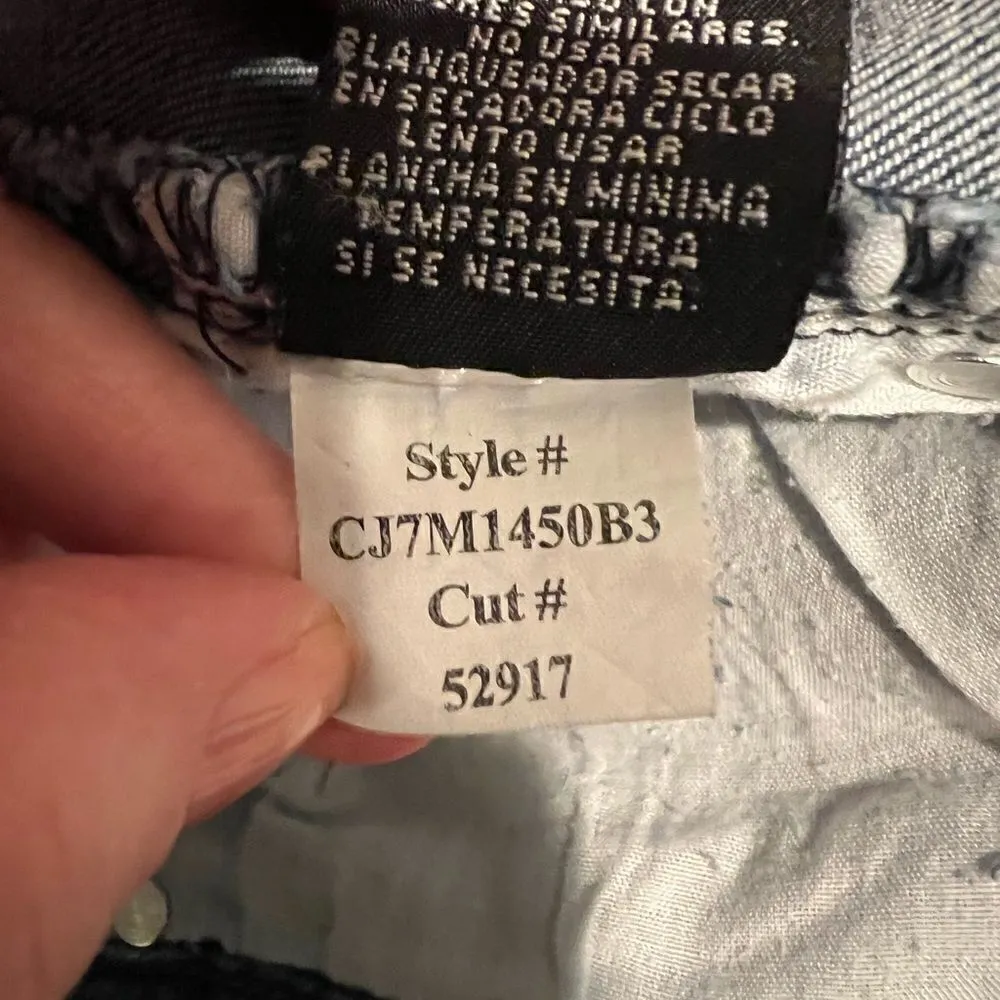 SIMILARES.
NO USAR
BLANQUEADOR SECAR
EN SECADORA CICLO
LENTO USAR
PLANCHA EN MINIMA
TEMPERATURA
SI SE NECESITA.
Style #
CJ7M1450B3
Cut #
52917